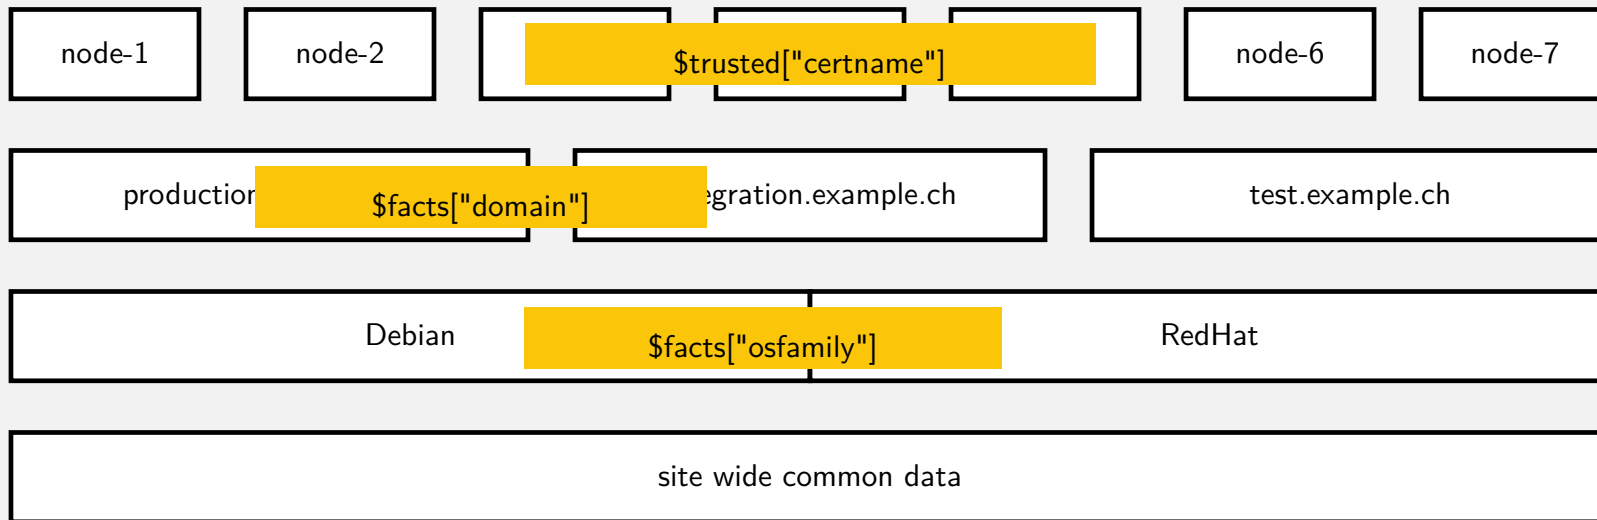 node-1 node-2 $trusted["certname"] node-6 node-7
production $facts["domain"] egration.example.ch test.example.ch
Debian $facts["osfamily"] RedHat
site wide common data